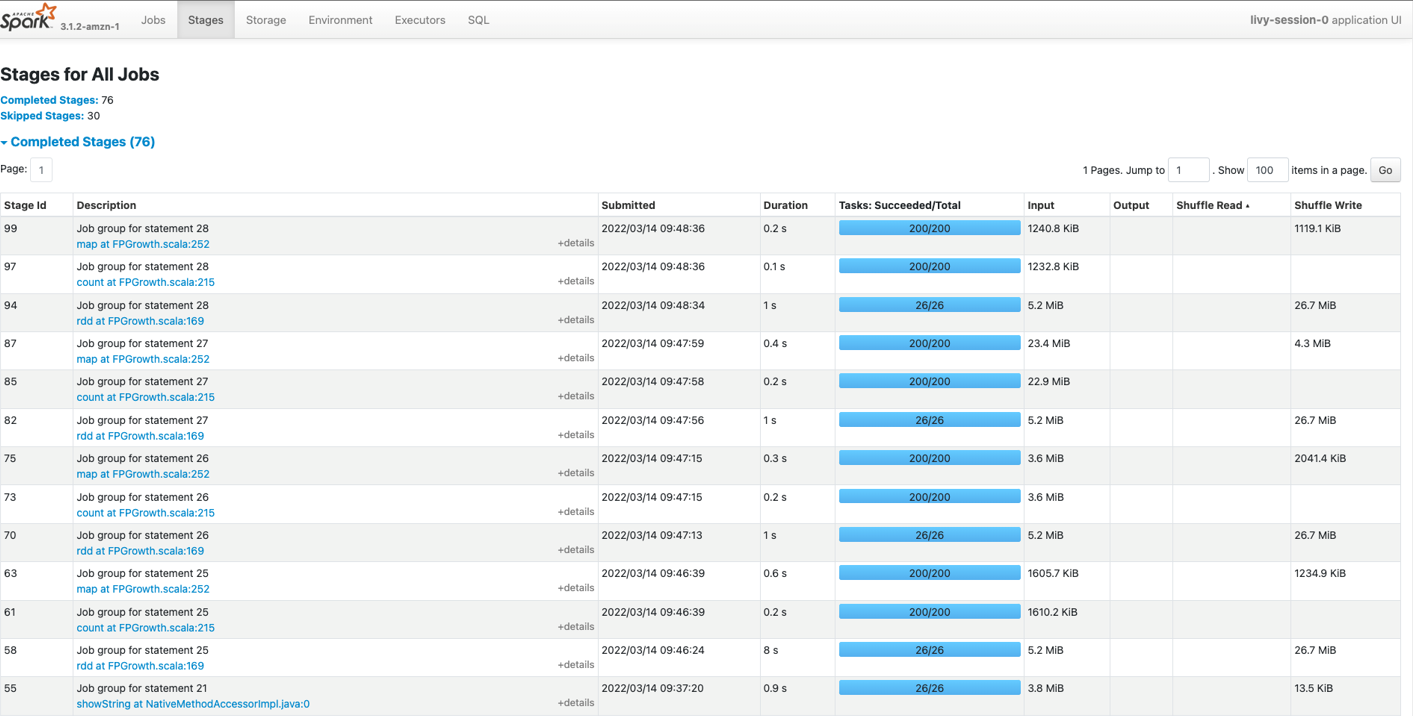 APACHE
Spark 3.1.2-amzn-1 Jobs Stages Storage Environment Executors SQL livy-session-0 application UI
Stages for All Jobs
Completed Stages: 76
Skipped Stages: 30
Completed Stages (76)
Page: 1 1 Pages. Jump to 1 . Show 100 items in a page. Go
Stage Id Description Submitted Duration Tasks: Succeeded/Total Input Output Shuffle Read Shuffle Write
99 Job group for statement 28 2022/03/14 09:48:36 0.2 s 200/200 1240.8 KiB 1119.1 KiB
map at FPGrowth.scala:252 +details
97 Job group for statement 28 2022/03/14 09:48:36 0.1 s 200/200 1232.8 KiB
count at FPGrowth.scala:215 +details
94 Job group for statement 28 2022/03/14 09:48:34 1 s 26/26 5.2 MiB 26.7 MiB
rdd at FPGrowth.scala:169 +details
87 Job group for statement 27 2022/03/14 09:47:59 0.4 s 200/200 23.4 MiB 4.3 MiB
map at FPGrowth.scala:252 +details
85 Job group for statement 27 2022/03/14 09:47:58 0.2 s 200/200 22.9 MiB
count at FPGrowth.scala:215 +details
82 Job group for statement 27 2022/03/14 09:47:56 1 s 26/26 5.2 MiB 26.7 MiB
rdd at FPGrowth.scala:169 +details
75 Job group for statement 26 2022/03/14 09:47:15 0.3 s 200/200 3.6 MiB 2041.4 KiB
map at FPGrowth.scala:252 +details
73 Job group for statement 26 2022/03/14 09:47:15 0.2 s 200/200 3.6 MiB
count at FPGrowth.scala:215 +details
70 Job group for statement 26 2022/03/14 09:47:13 1 s 26/26 5.2 MiB 26.7 MiB
rdd at FPGrowth.scala:169 +details
63 Job group for statement 25 2022/03/14 09:46:39 0.6 s 200/200 1605.7 KiB 1234.9 KiB
map at FPGrowth.scala:252 +details
61 Job group for statement 25 2022/03/14 09:46:39 0.2 s 200/200 1610.2 KiB
count at FPGrowth.scala:215 +details
58 Job group for statement 25 2022/03/14 09:46:24 8 s 26/26 5.2 MiB 26.7 MiB
rdd at FPGrowth.scala:169 +details
55 Job group for statement 21 2022/03/14 09:37:20 0.9 s 26/26 3.8 MiB 13.5 KiB
showString at NativeMethodAccessorImpl.java:0 +details